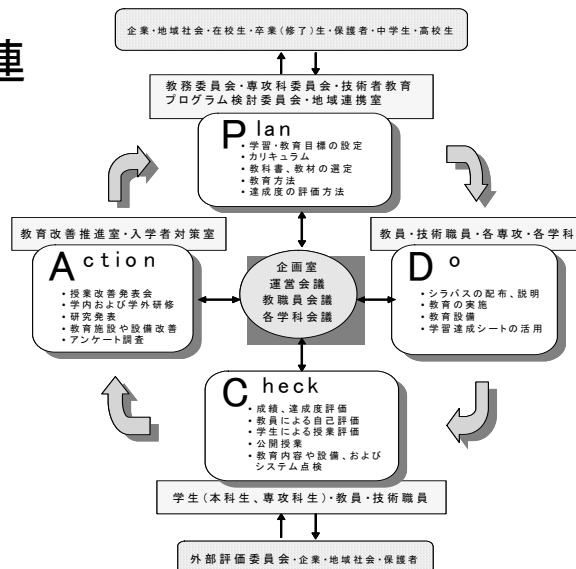 連
企業・地域社会・在校生・卒業(修了)生・保護者・中学生・高校生
教務委員会・専攻科委員会・技術者教育
プログラム検討委員会・地域連携室
Plan
・学習・教育目標の設定
・カリキュラム
・教科書、教材の選定
・教育方法
・達成度の評価方法
教育改善推進室・入学者対策室
Action
・授業改善発表会
・学内および学外研修
・研究発表
・教育施設や設備改善
・アンケート調査
企画室
運営会議
教職員会議
各学科会議
教員・技術職員・各専攻・各学科
Do
・シラバスの配布、説明
・教育の実施
・教育設備
・学習達成シートの活用
Check
・成績、達成度評価
・教員による自己評価
・学生による授業評価
・公開授業
・教育内容や設備、および
システム点検
学生(本科生、専攻科生)・教員・技術職員
外部評価委員会・企業・地域社会・保護者